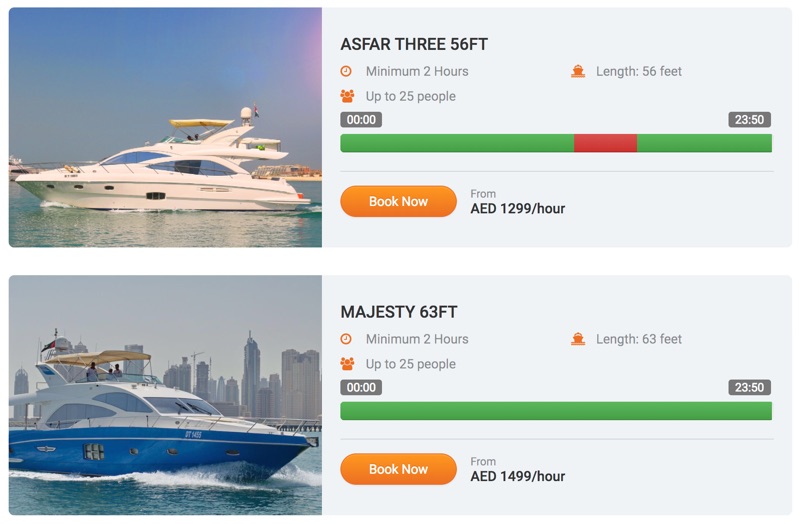 ASFAR THREE 56FT
Minimum 2 Hours
Length: 56 feet
Up to 25 people
00:00
23:50
Book Now
From
AED 1299/hour
MAJESTY 63FT
Minimum 2 Hours
Length: 63 feet
Up to 25 people
00:00
23:50
Book Now
From
AED 1499/hour
DT 1455